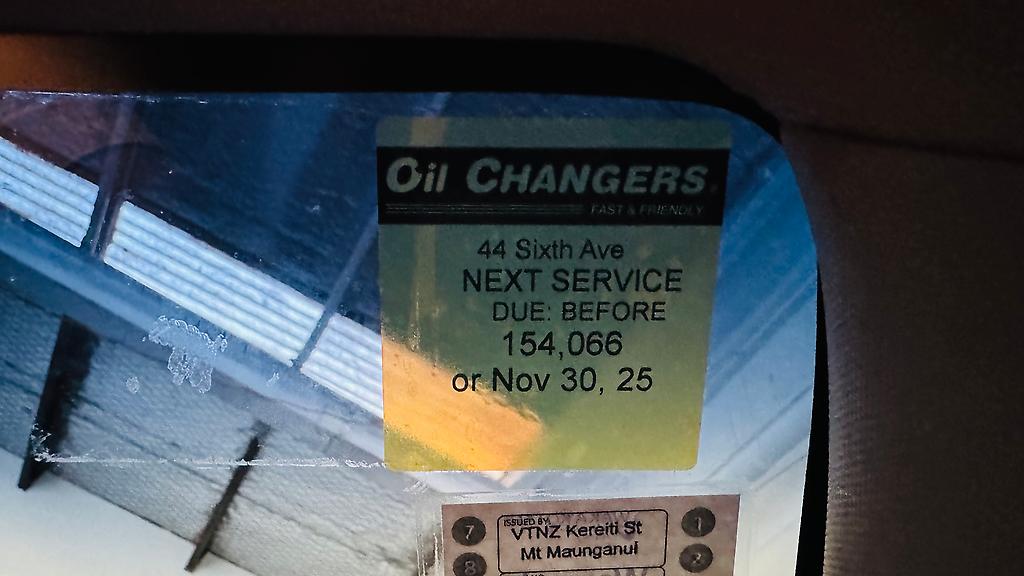 Oil CHANGERS
FAST & FRIENDLY
44 Sixth Ave
NEXT SERVICE
DUE: BEFORE
154,066
or Nov 30, 25
7
ISSUED BY:
VTNZ Kereiti St
Mt Maunganui
1
8
2